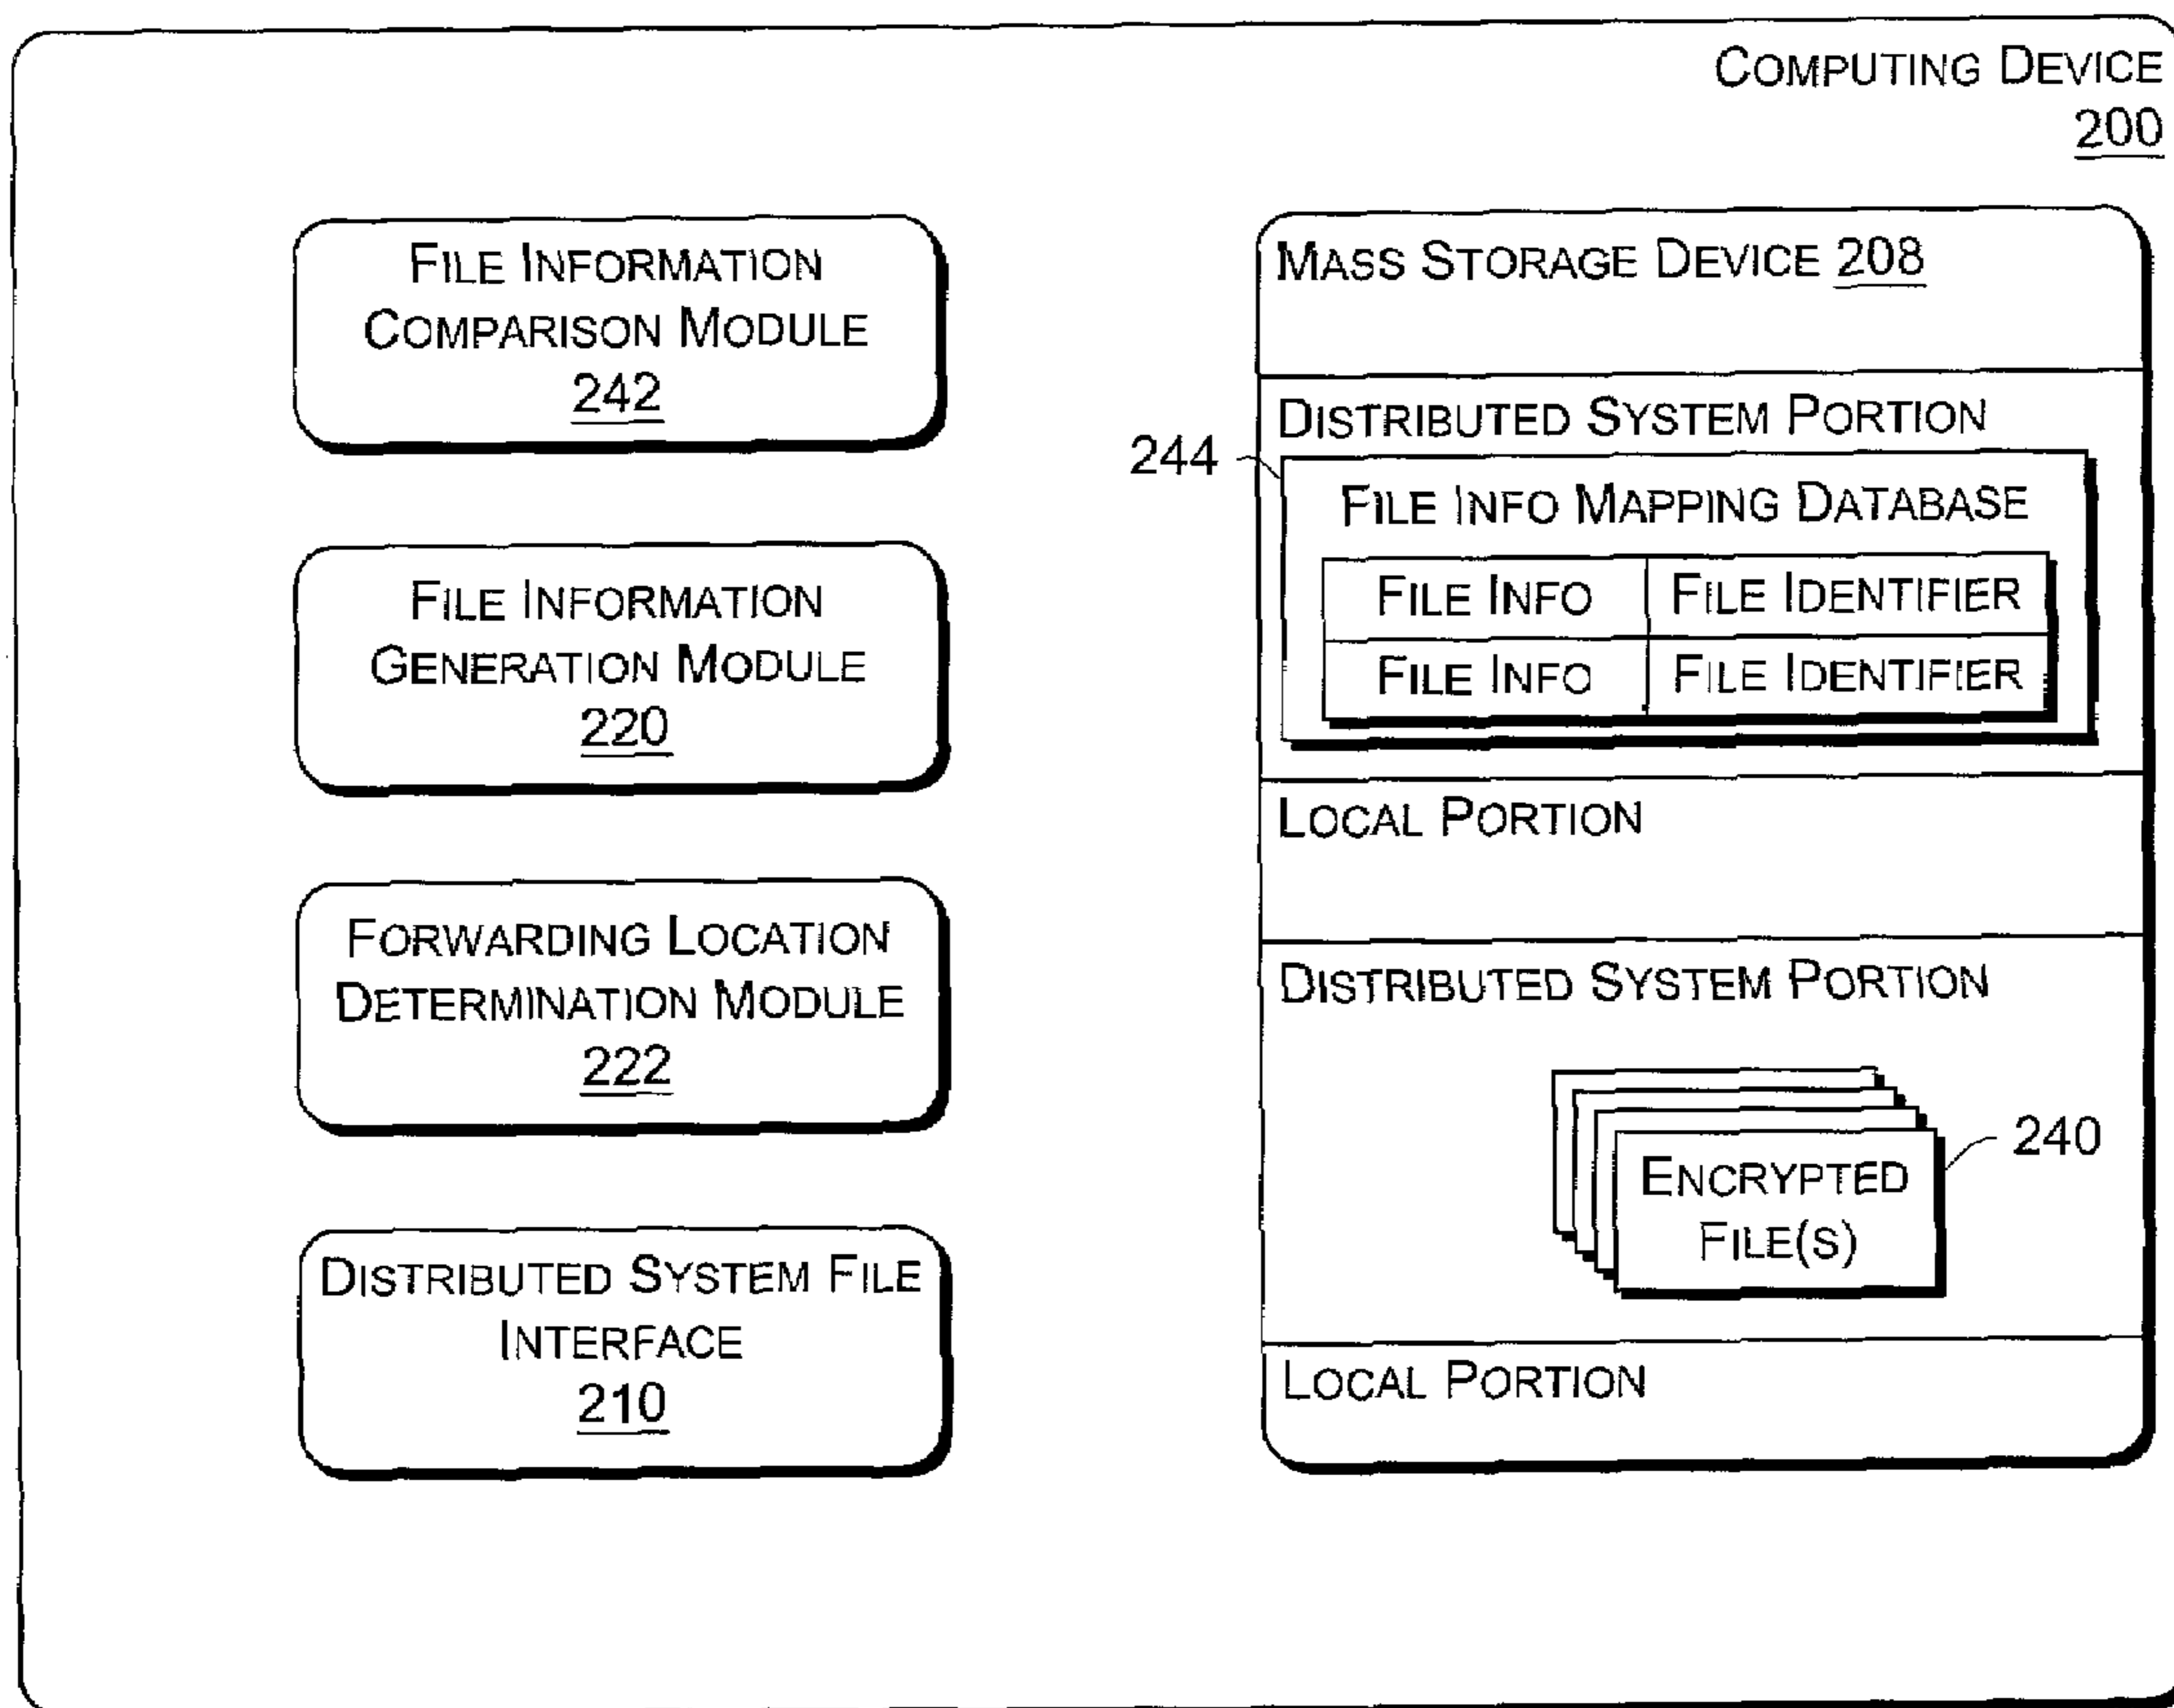 COMPUTING DEVICE
200
FILE INFORMATION
COMPARISON MODULE
242
FILE INFORMATION
GENERATION MODULE
220
FORWARDING LOCATION
DETERMINATION MODULE
222
DISTRIBUTED SYSTEM FILE
INTERFACE
210
MASS STORAGE DEVICE 208
DISTRIBUTED SYSTEM PORTION
244
FILE INFO MAPPING DATABASE
FILE INFO FILE IDENTIFIER
FILE INFO FILE IDENTIFIER
LOCAL PORTION
DISTRIBUTED SYSTEM PORTION
240
ENCRYPTED
FILE(S)
LOCAL PORTION